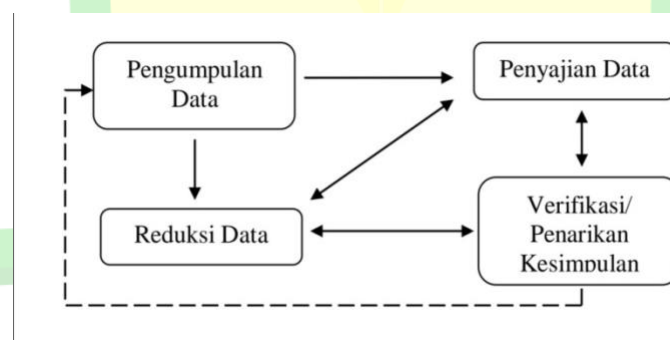 Pengumpulan
Data
Penyajian Data
Reduksi Data
Verifikasi/
Penarikan
Kesimpulan